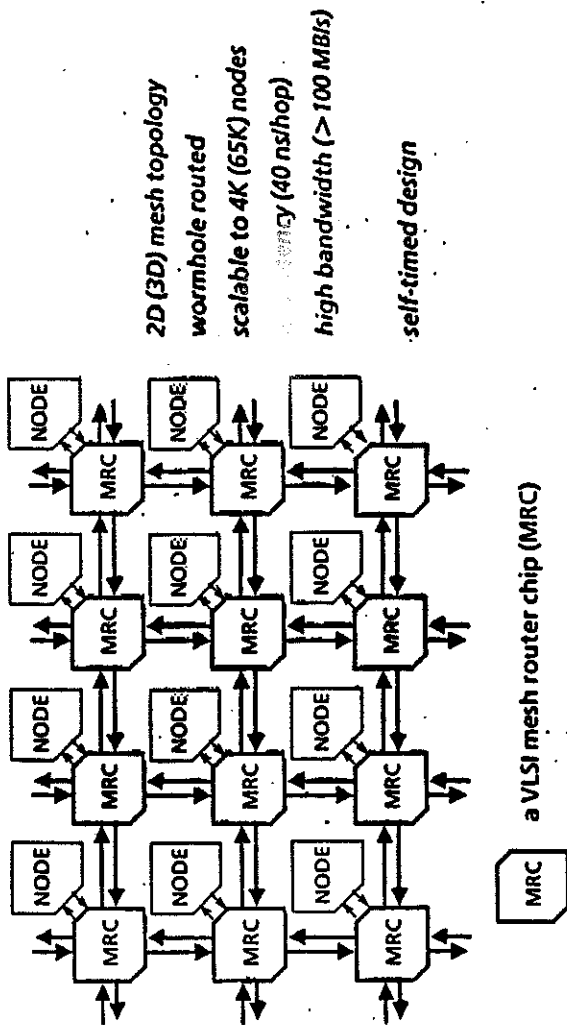 NODE NODE NODE NODE
MRC MRC MRC MRC
NODE NODE NODE NODE
MRC MRC MRC MRC
NODE NODE NODE NODE
MRC MRC MRC MRC
MRC a VLSI mesh router chip (MRC)
2D (3D) mesh topology
wormhole routed
scalable to 4K (65K) nodes
(40 ns/hop)
high bandwidth (> 100 MB/s)
self-timed design